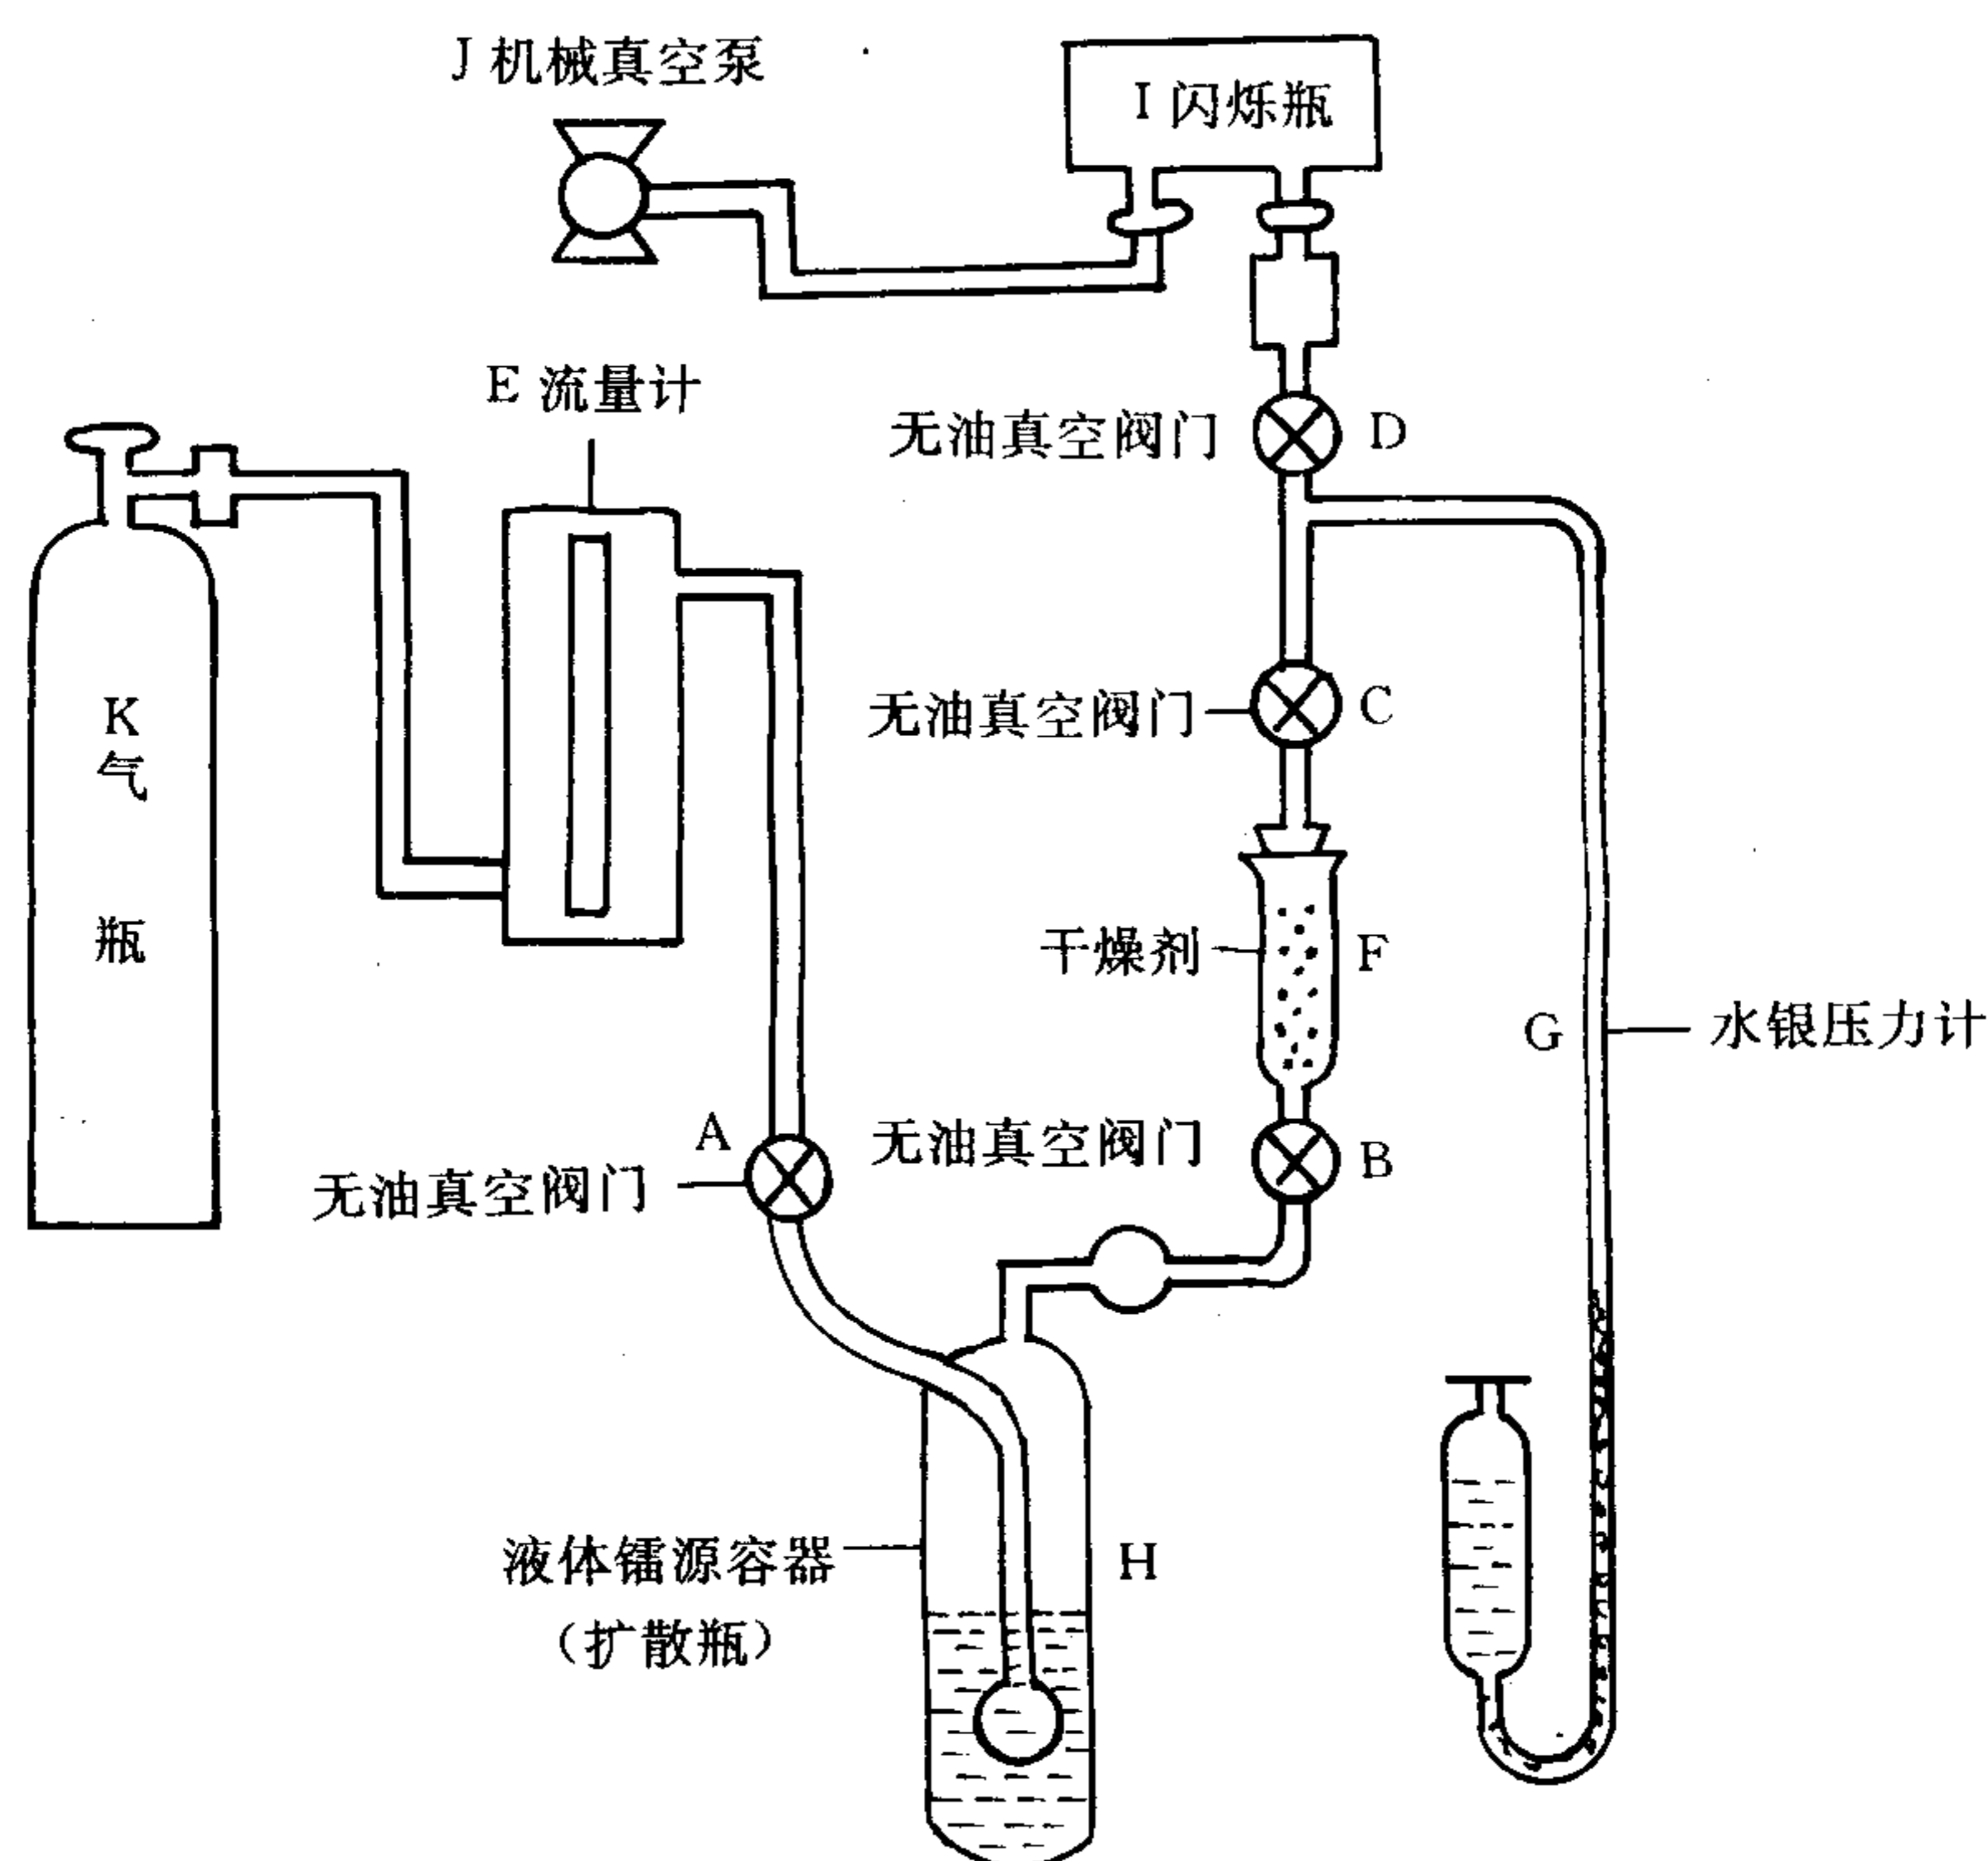 J 机械真空泵
I 闪烁瓶
E 流量计
无油真空阀门 D
K
气
瓶
无油真空阀门 C
干燥剂 F
G 水银压力计
A
无油真空阀门 B
无油真空阀门
液体镭源容器 H
(扩散瓶)